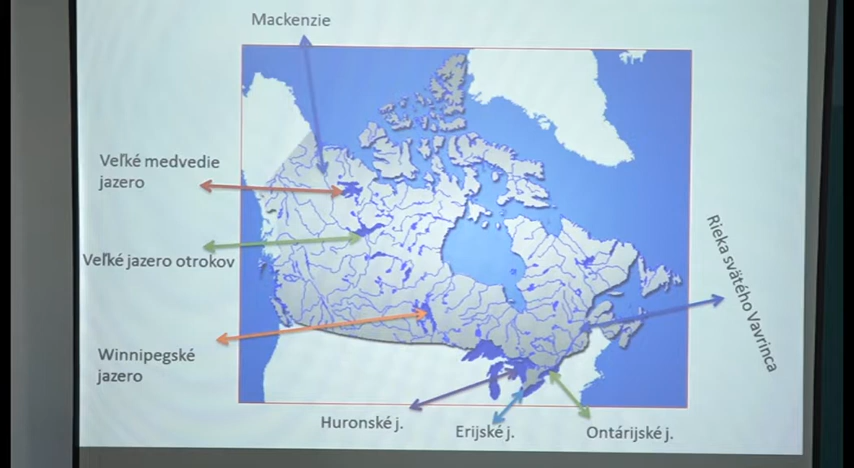 Mackenzie
Veľké medvedie
jazero
Veľké jazero otrokov
Winnipegské
jazero
Huronské j.
Erijské j.
Ontárijské j.
Rieka svätého Vavrinca